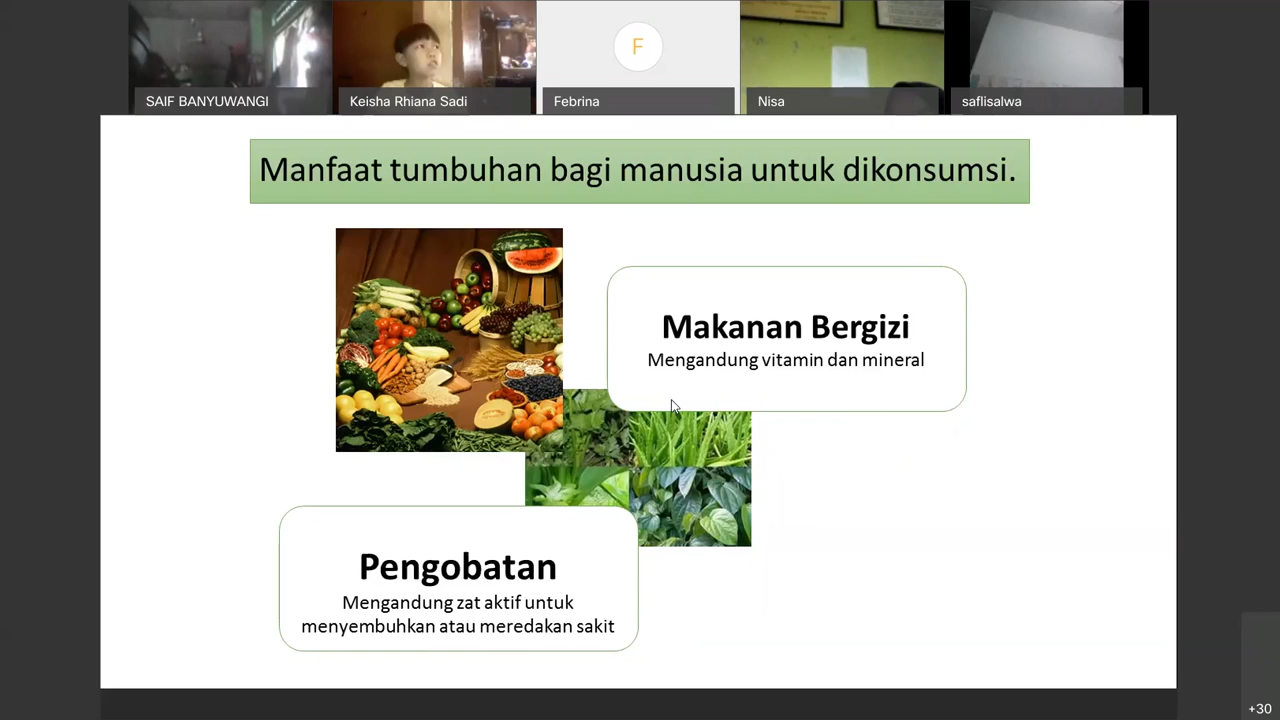 SAIF BANYUWANGI
Keisha Rhiana Sadi
F
Febrina
Nisa
saflisalwa
Manfaat tumbuhan bagi manusia untuk dikonsumsi.
Makanan Bergizi
Mengandung vitamin dan mineral
Pengobatan
Mengandung zat aktif untuk
menyembuhkan atau meredakan sakit
+30